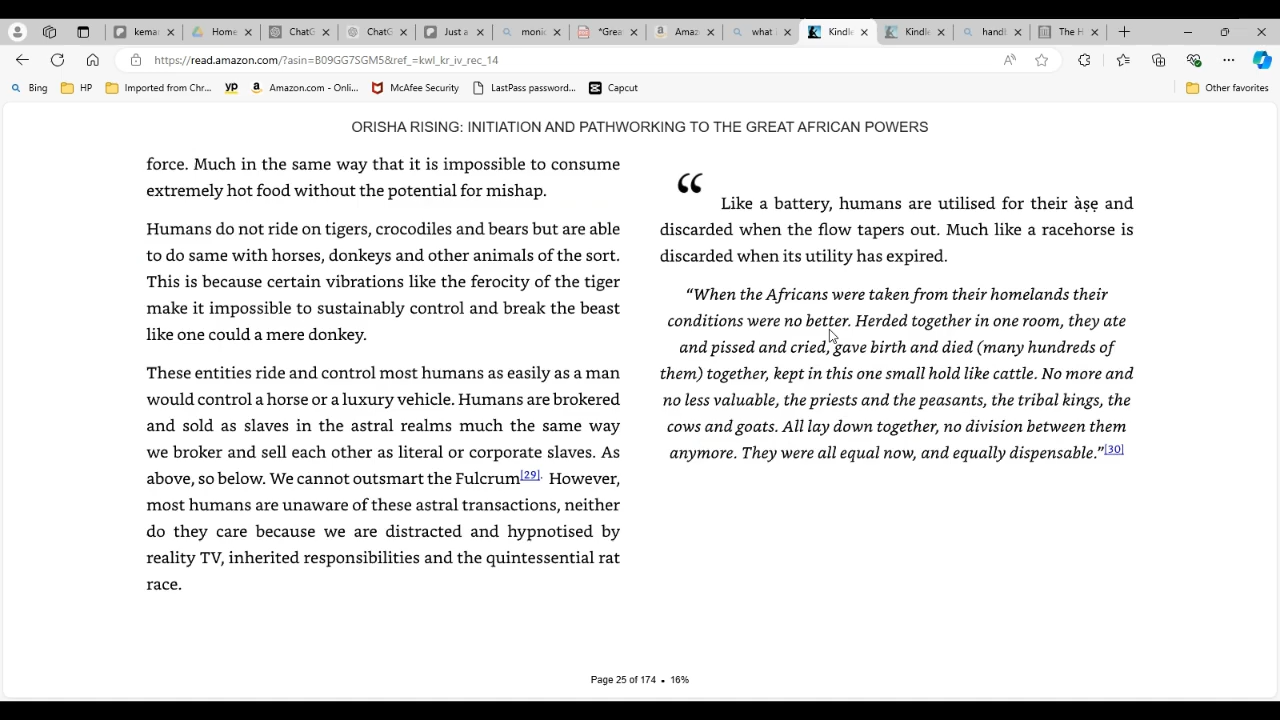 kemac
Home
ChatG
ChatG
Just a
monic
*Grea
Amaz
what i
Kindle
Kindle
handl
The H
https://read.amazon.com/?asin=B09GG7SGM5&ref_=kwl_kr_iv_rec_14
Bing
HP
Imported from Chr...
yp
Amazon.com - Onli...
McAfee Security
LastPass password...
Capcut
Other favorites
ORISHA RISING: INITIATION AND PATHWORKING TO THE GREAT AFRICAN POWERS
force. Much in the same way that it is impossible to consume
extremely hot food without the potential for mishap.
Humans do not ride on tigers, crocodiles and bears but are able
to do same with horses, donkeys and other animals of the sort.
This is because certain vibrations like the ferocity of the tiger
make it impossible to sustainably control and break the beast
like one could a mere donkey.
These entities ride and control most humans as easily as a man
would control a horse or a luxury vehicle. Humans are brokered
and sold as slaves in the astral realms much the same way
we broker and sell each other as literal or corporate slaves. As
above, so below. We cannot outsmart the Fulcrum[29]. However,
most humans are unaware of these astral transactions, neither
do they care because we are distracted and hypnotised by
reality TV, inherited responsibilities and the quintessential rat
race.
“
Like a battery, humans are utilised for their àṣẹ and
discarded when the flow tapers out. Much like a racehorse is
discarded when its utility has expired.
“When the Africans were taken from their homelands their
conditions were no better. Herded together in one room, they ate
and pissed and cried, gave birth and died (many hundreds of
them) together, kept in this one small hold like cattle. No more and
no less valuable, the priests and the peasants, the tribal kings, the
cows and goats. All lay down together, no division between them
anymore. They were all equal now, and equally dispensable.”[30]
Page 25 of 174 • 16%